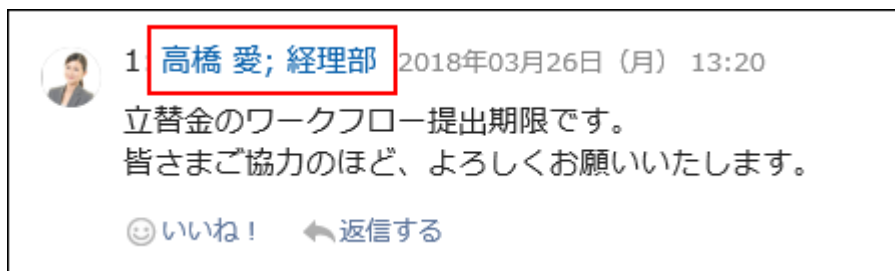 1: 高橋 愛; 経理部 2018年03月26日（月） 13:20
立替金のワークフロー提出期限です。
皆さまご協力のほど、よろしくお願いいたします。
いいね！ 返信する